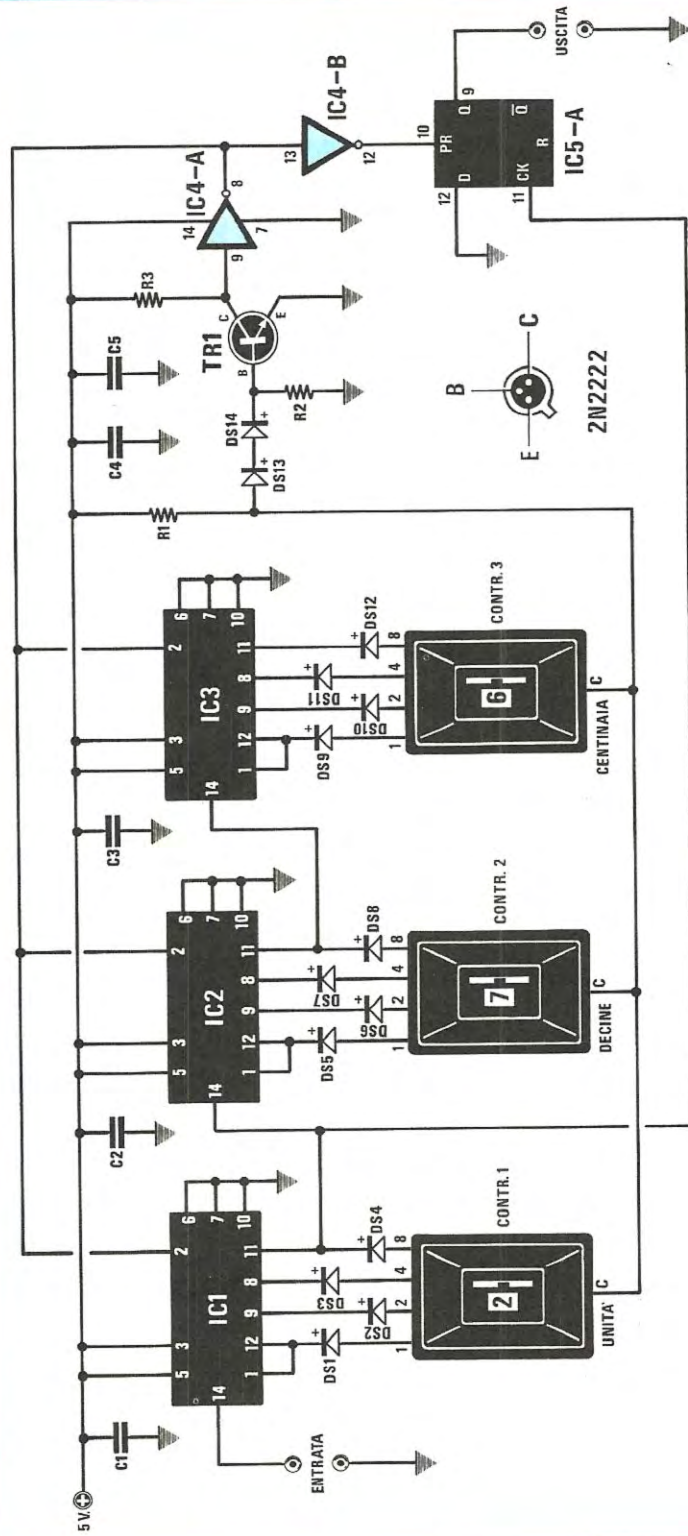 5 V.
C1
C2
C3
C4
C5
R1
R2
R3
5
3
2
14
IC1
6
7
10
1
12
9
8
11
5
3
2
14
IC2
6
7
10
1
12
9
8
11
5
3
2
14
IC3
6
7
10
1
12
9
8
11
DS1
DS2
DS3
DS4
DS5
DS6
DS7
DS8
DS9
DS10
DS11
DS12
DS13
DS14
+
+
+
+
+
+
+
+
+
+
+
+
+
+
ENTRATA
1
2
4
8
2
CONTR. 1
UNITA'
C
1
2
4
8
7
CONTR. 2
DECINE
C
1
2
4
8
6
CONTR. 3
CENTINAIA
C
TR1
B
C
E
IC4-A
14
9
8
7
IC4-B
13
12
10
12
11
9
PR
D
Q
CK
R
Q
IC5-A
USCITA
B
E
C
2N2222